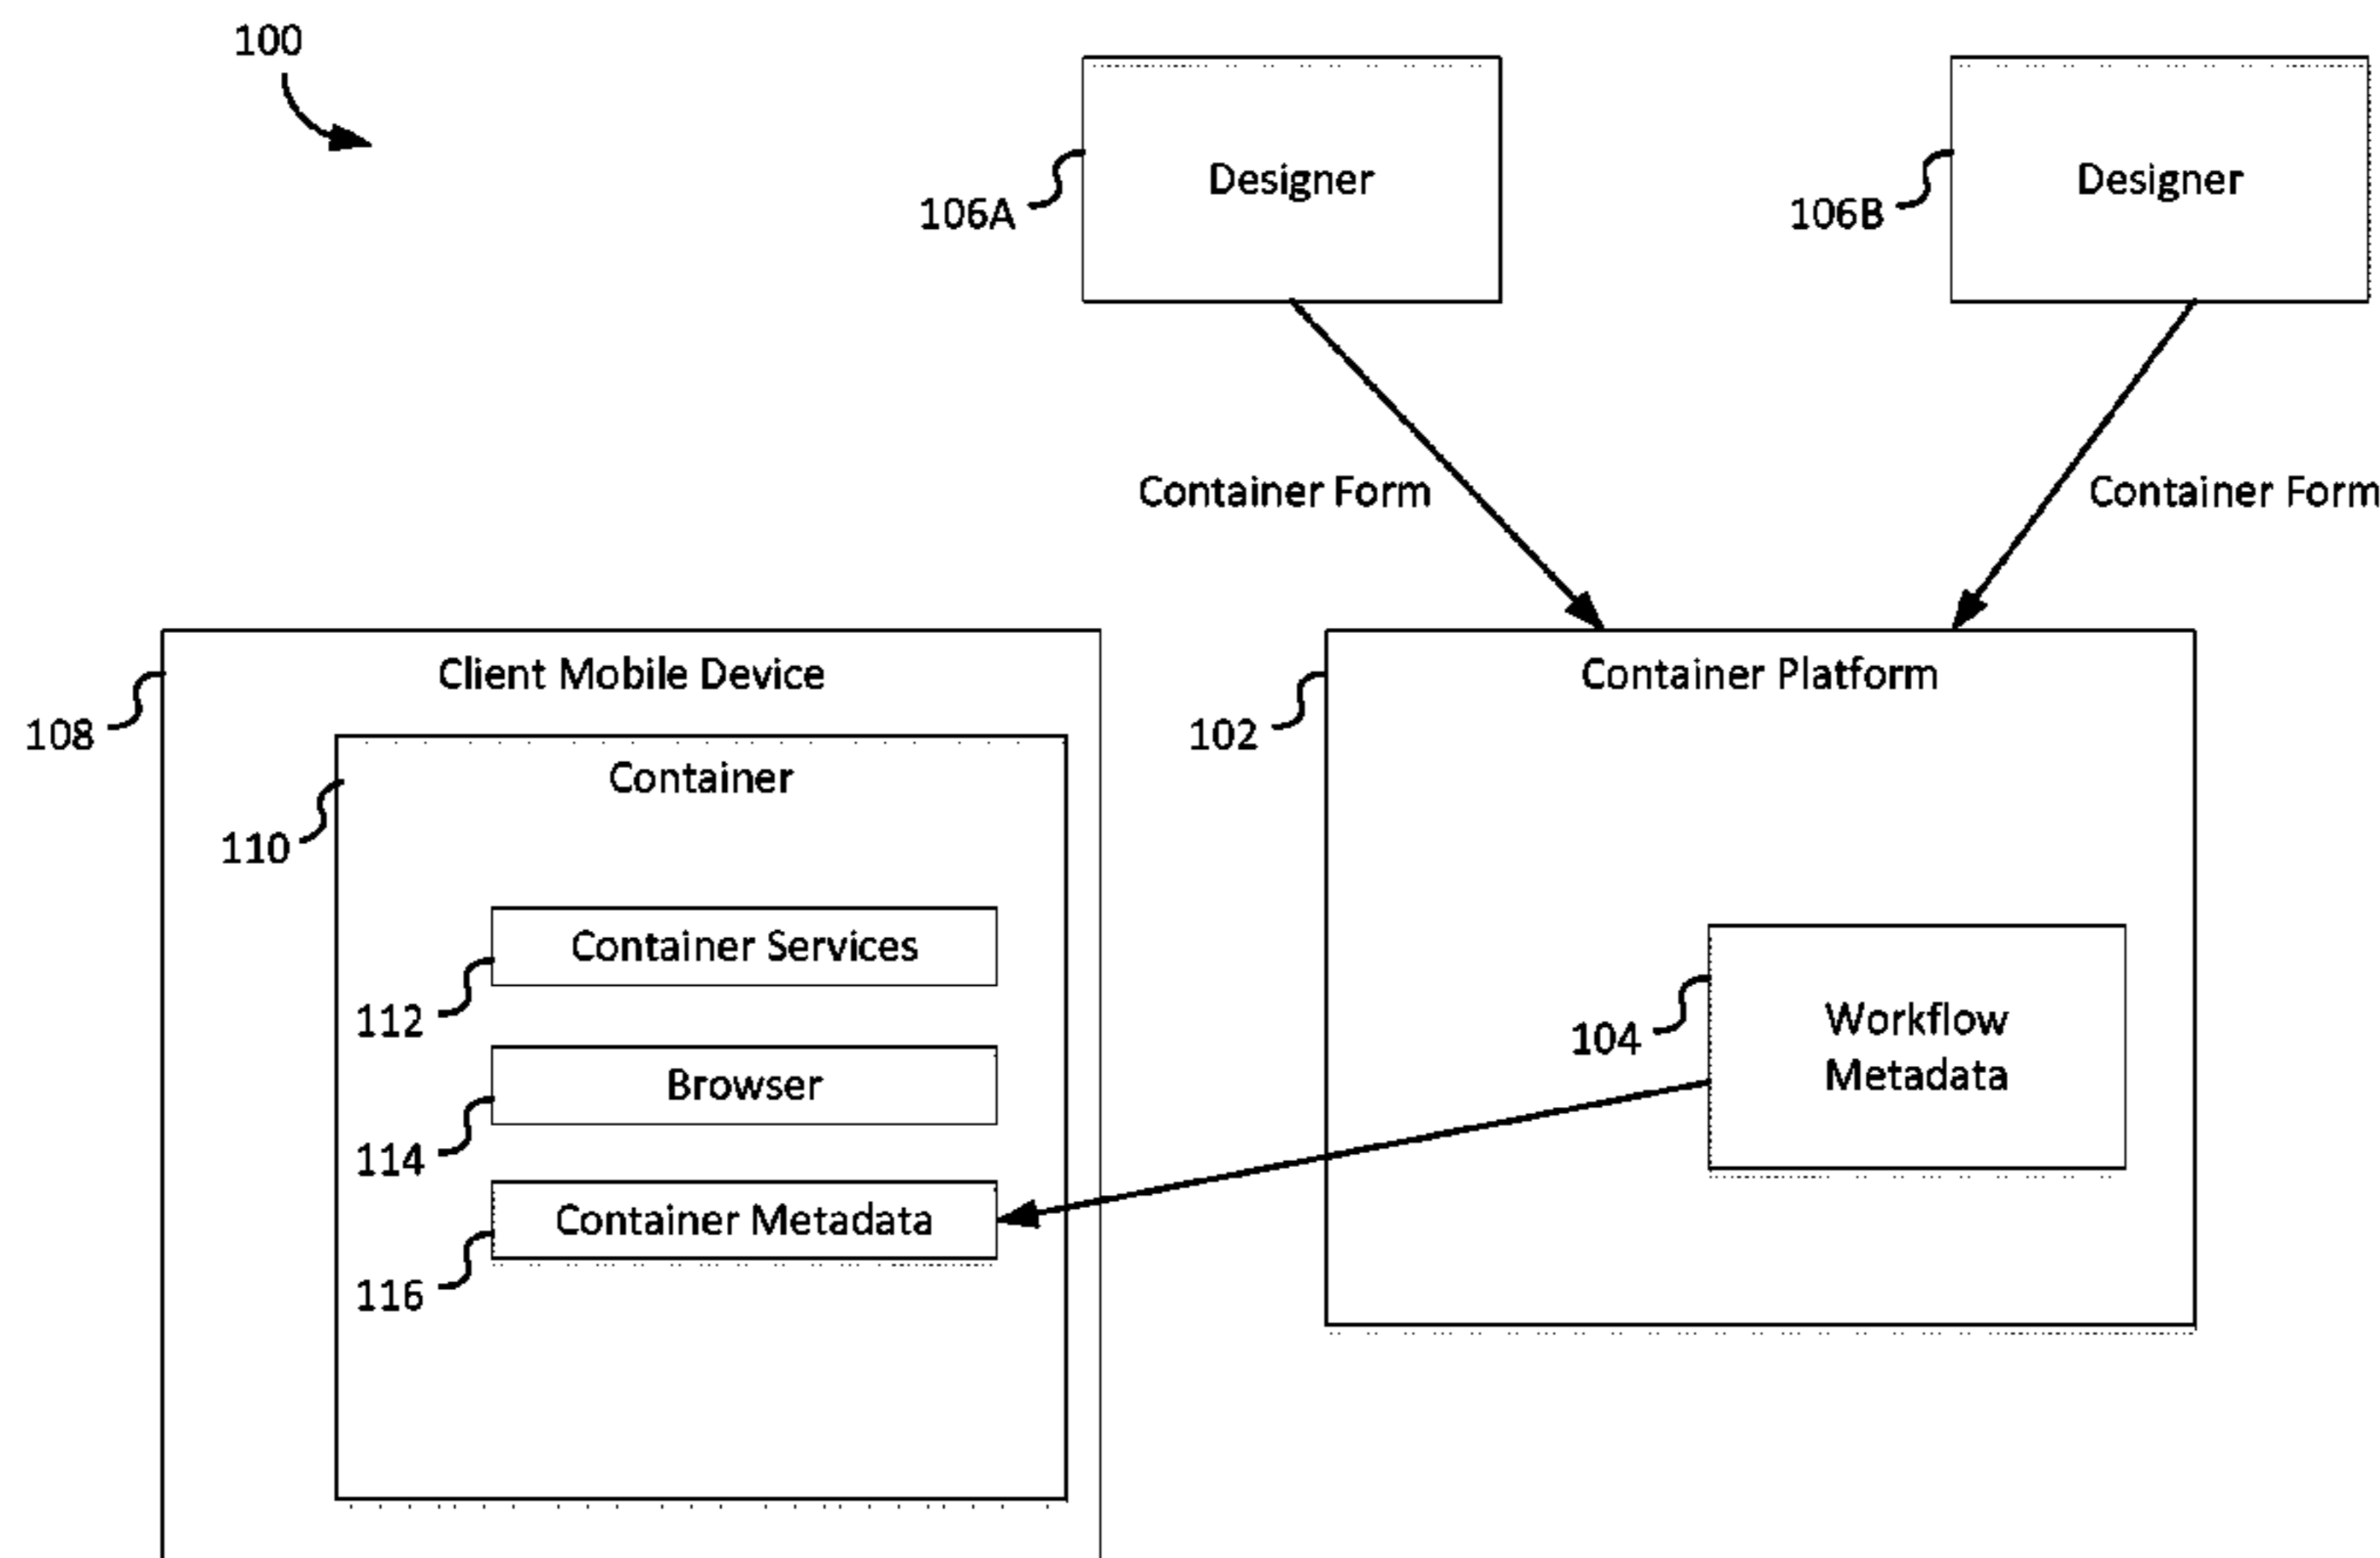 100
Designer
Designer
106A
106B
Container Form
Container Form
Client Mobile Device
Container Platform
108
102
Container
110
Container Services
112
Workflow
Metadata
104
Browser
114
Container Metadata
116